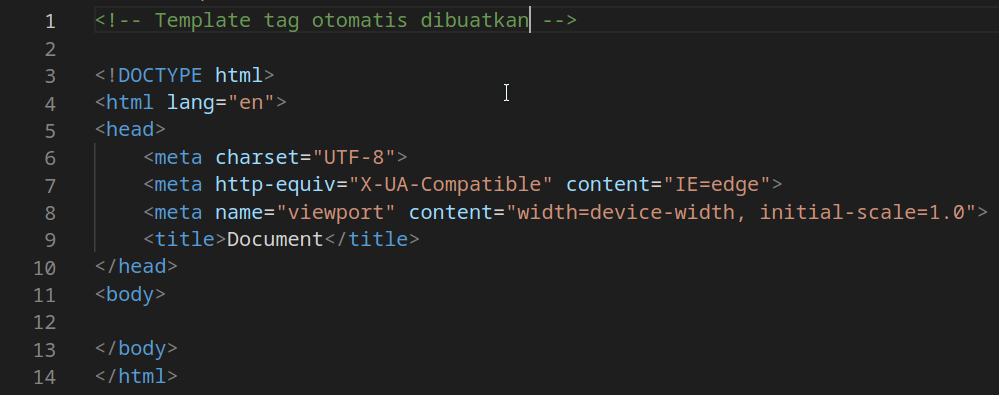 1 <!-- Template tag otomatis dibuatkan -->
2
3 <!DOCTYPE html>
4 <html lang="en">
5 <head>
6     <meta charset="UTF-8">
7     <meta http-equiv="X-UA-Compatible" content="IE=edge">
8     <meta name="viewport" content="width=device-width, initial-scale=1.0">
9     <title>Document</title>
10 </head>
11 <body>
12
13 </body>
14 </html>